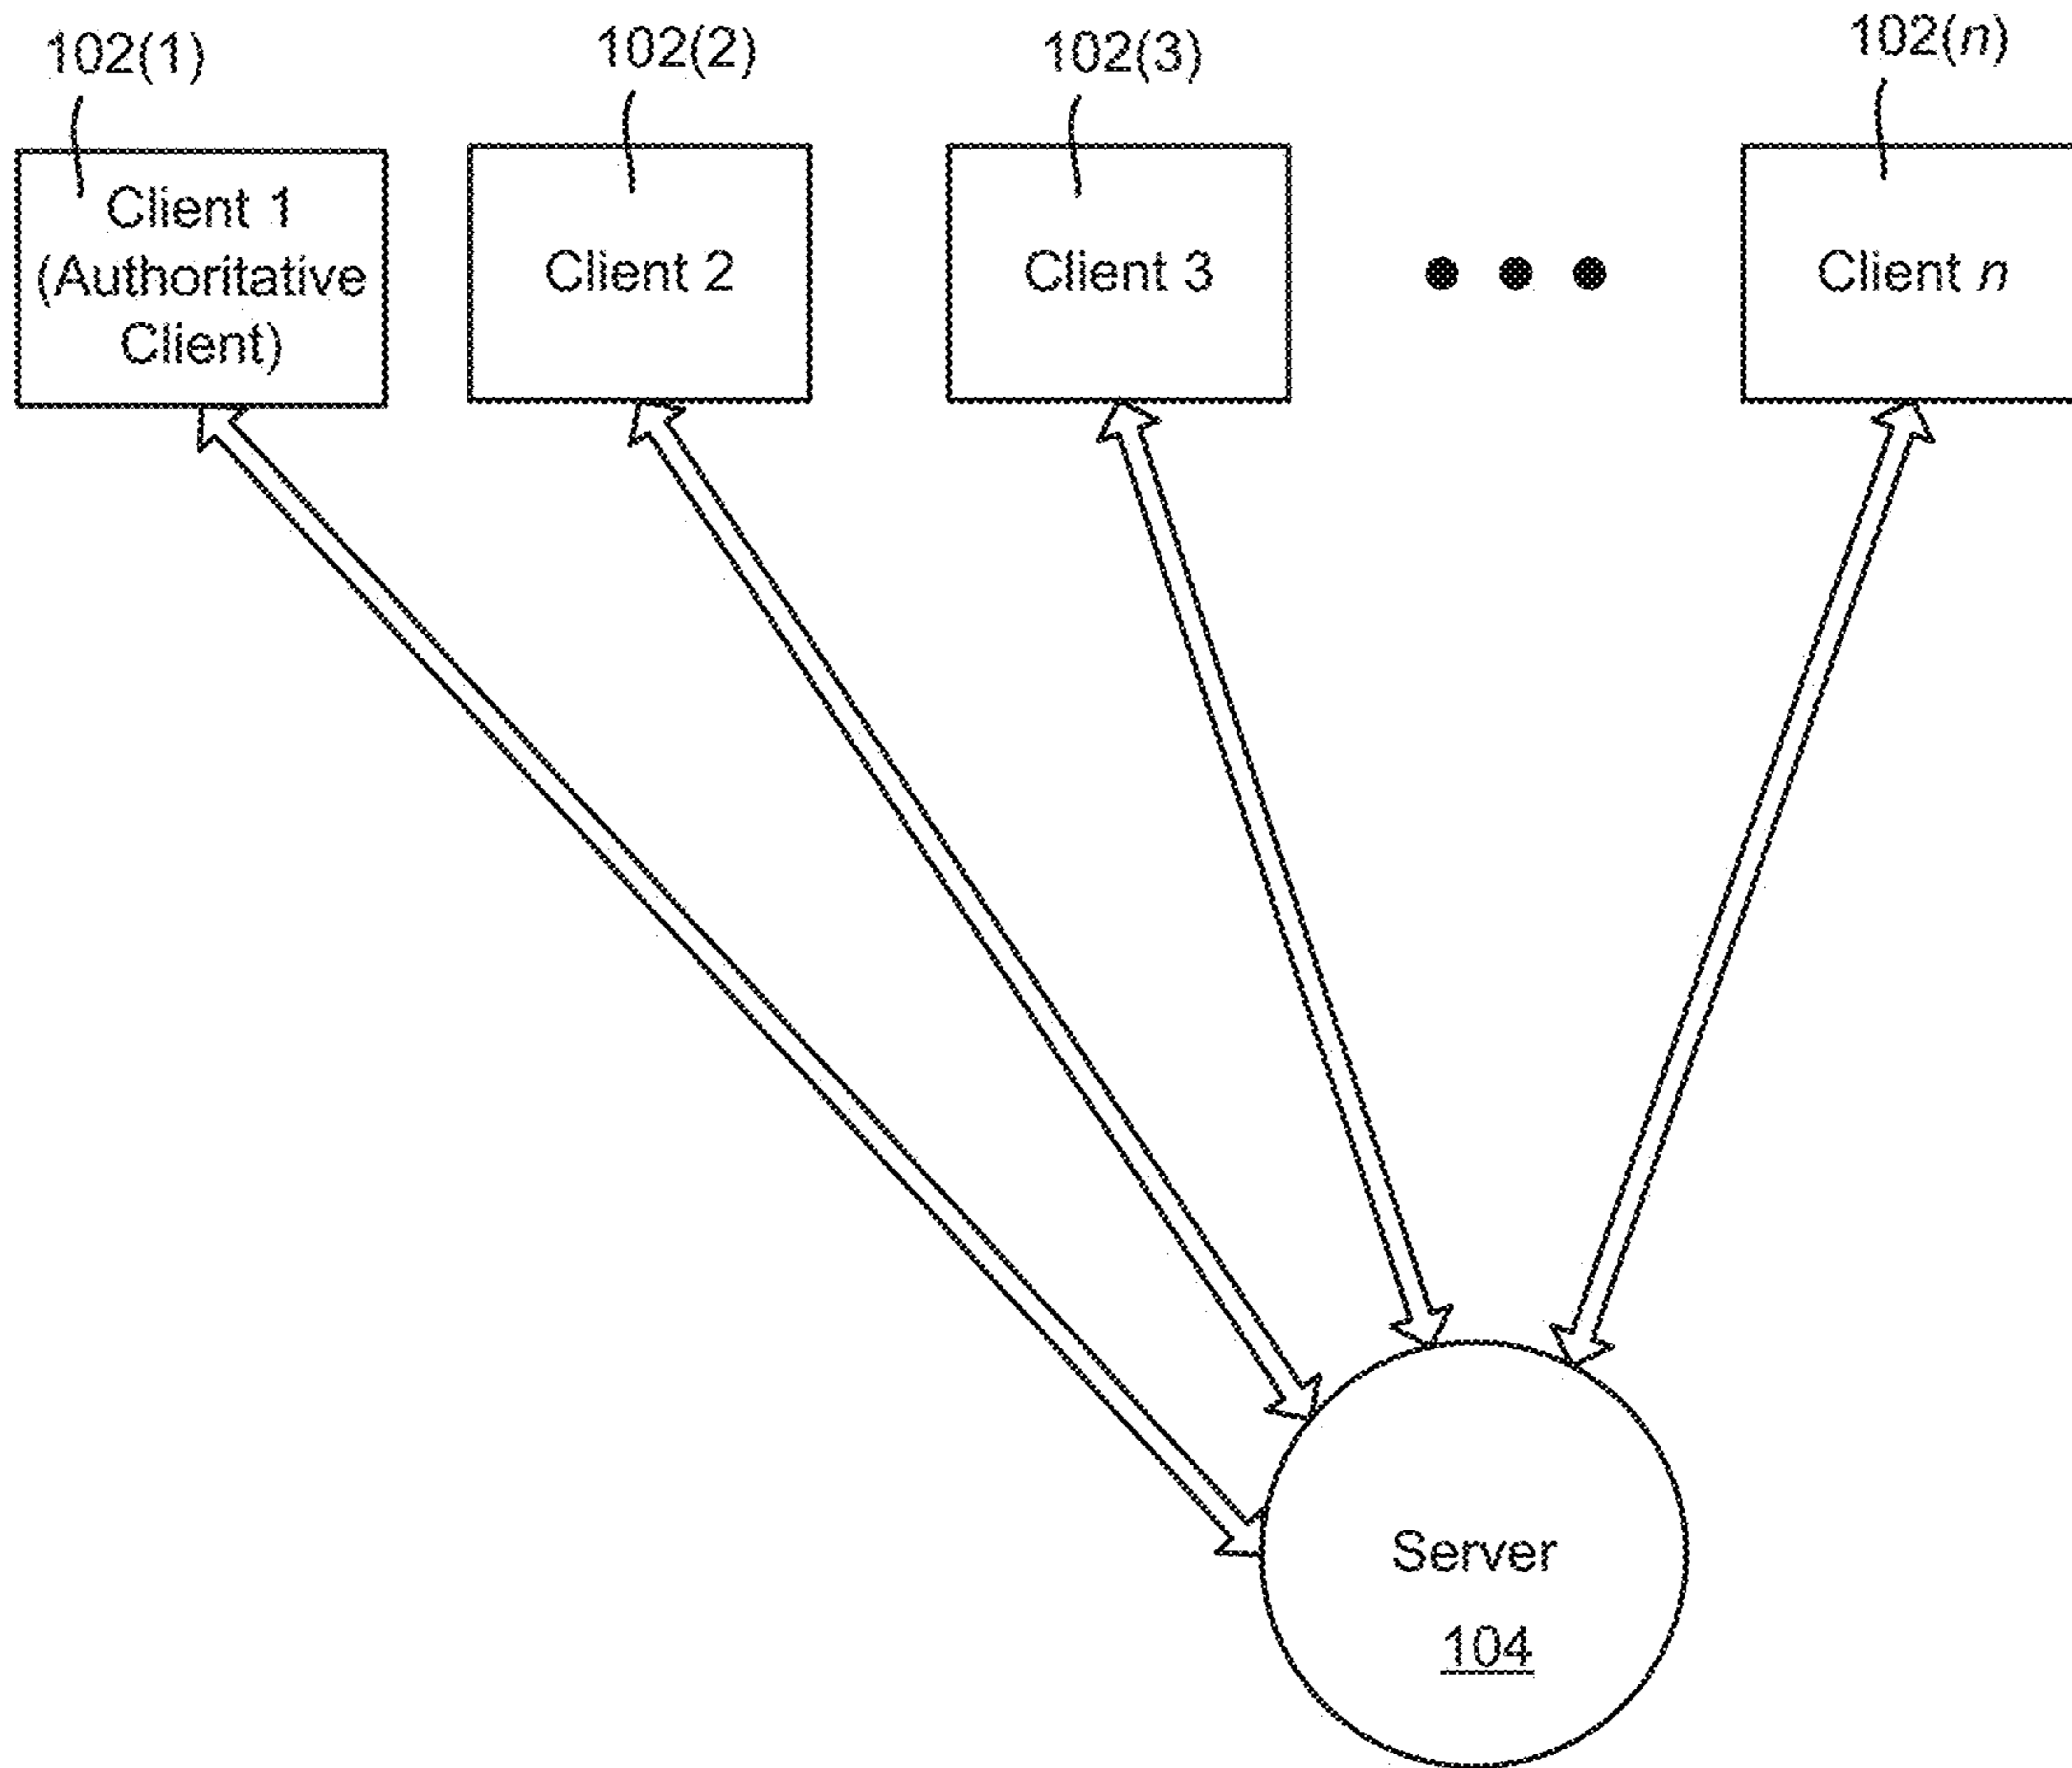 102(1)
102(2)
102(3)
102(n)
Client 1
(Authoritative
Client)
Client 2
Client 3
Client n
Server
104